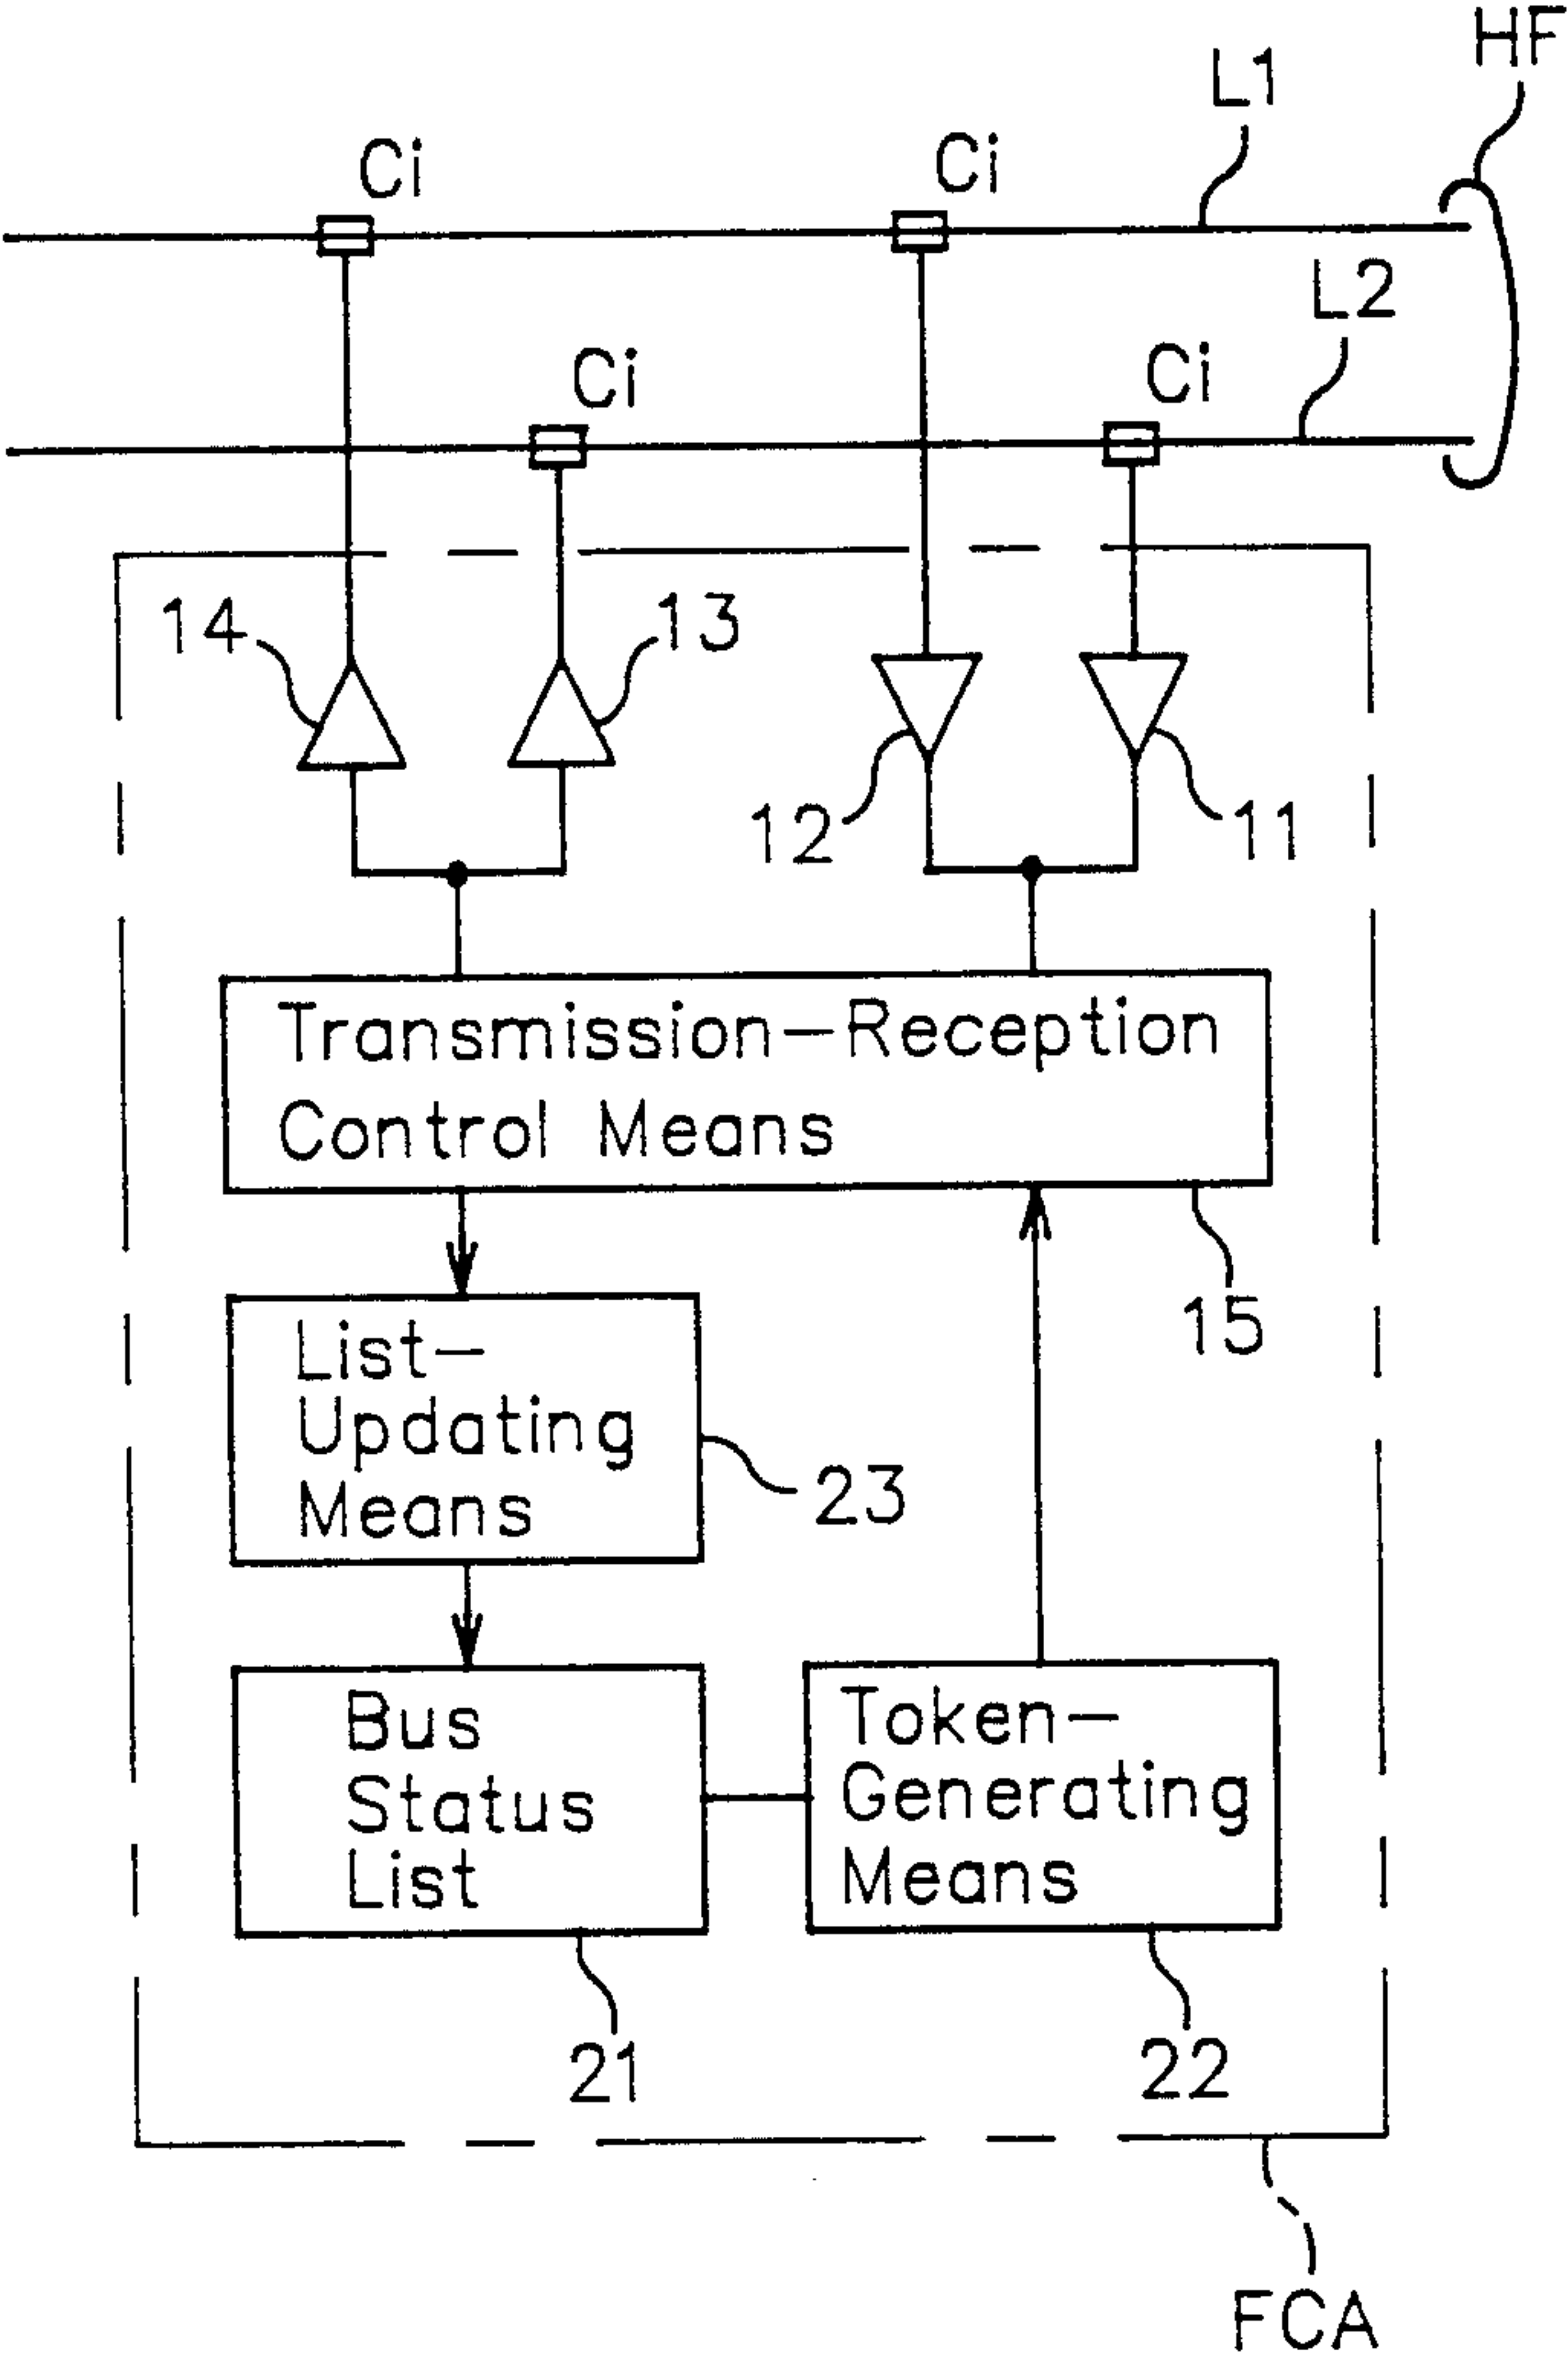 HF
L1
Ci
Ci
L2
Ci
Ci
14
13
12
11
Transmission-Reception
Control Means
15
List-
Updating
Means
23
Bus
Status
List
Token-
Generating
Means
21
22
FCA